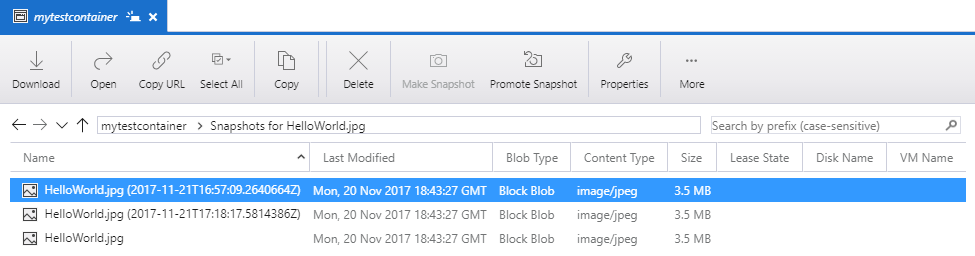 mytestcontainer
Download Open Copy URL Select All Copy Delete Make Snapshot Promote Snapshot Properties More
mytestcontainer > Snapshots for HelloWorld.jpg Search by prefix (case-sensitive)
Name Last Modified Blob Type Content Type Size Lease State Disk Name VM Name
HelloWorld.jpg (2017-11-21T16:57:09.2640664Z) Mon, 20 Nov 2017 18:43:27 GMT Block Blob image/jpeg 3.5 MB
HelloWorld.jpg (2017-11-21T17:18:17.5814386Z) Mon, 20 Nov 2017 18:43:27 GMT Block Blob image/jpeg 3.5 MB
HelloWorld.jpg Mon, 20 Nov 2017 18:43:27 GMT Block Blob image/jpeg 3.5 MB